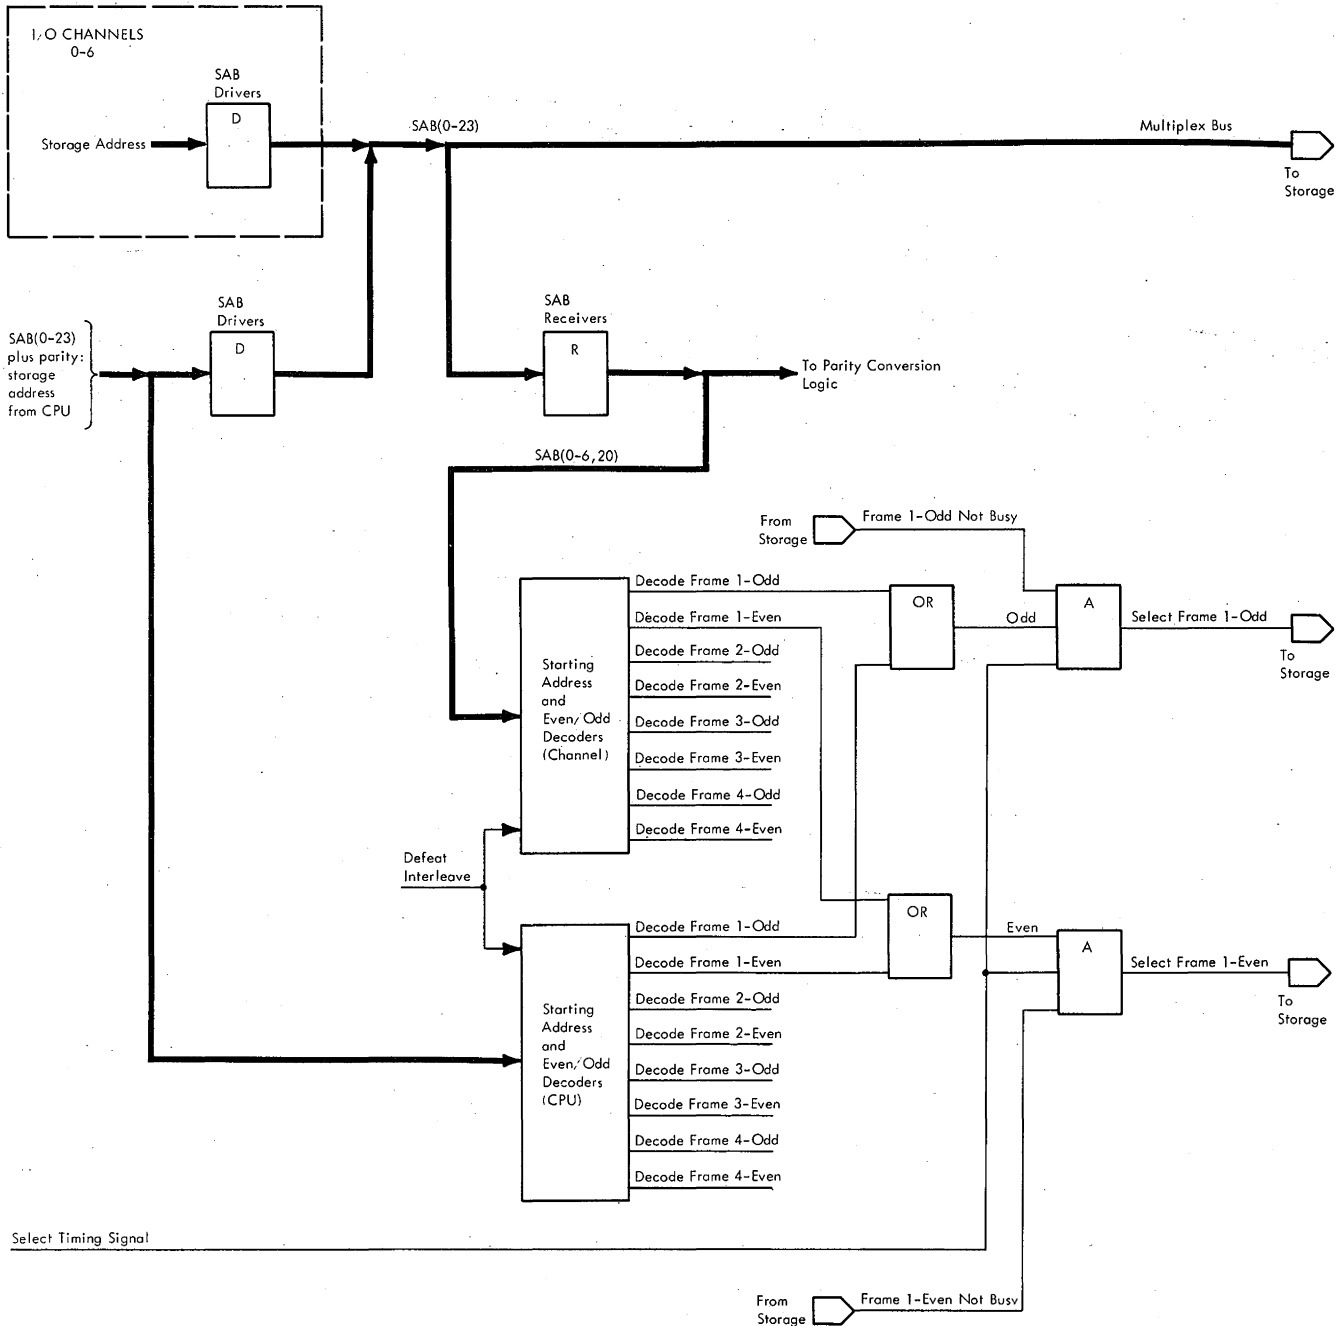 I/O CHANNELS
0-6
SAB
Drivers
D
Storage Address
SAB(0-23)
Multiplex Bus
To
Storage
SAB
Drivers
D
SAB(0-23)
plus parity:
storage
address
from CPU
SAB
Receivers
R
To Parity Conversion
Logic
SAB(0-6,20)
From
Storage
Frame 1-Odd Not Busy
Decode Frame 1-Odd
Decode Frame 1-Even
Decode Frame 2-Odd
Decode Frame 2-Even
Decode Frame 3-Odd
Decode Frame 3-Even
Decode Frame 4-Odd
Decode Frame 4-Even
Starting
Address
and
Even/Odd
Decoders
(Channel)
OR
Odd
A
Select Frame 1-Odd
To
Storage
Defeat
Interleave
Decode Frame 1-Odd
Decode Frame 1-Even
Decode Frame 2-Odd
Decode Frame 2-Even
Decode Frame 3-Odd
Decode Frame 3-Even
Decode Frame 4-Odd
Decode Frame 4-Even
Starting
Address
and
Even/Odd
Decoders
(CPU)
OR
Even
A
Select Frame 1-Even
To
Storage
Select Timing Signal
From
Storage
Frame 1-Even Not Busy